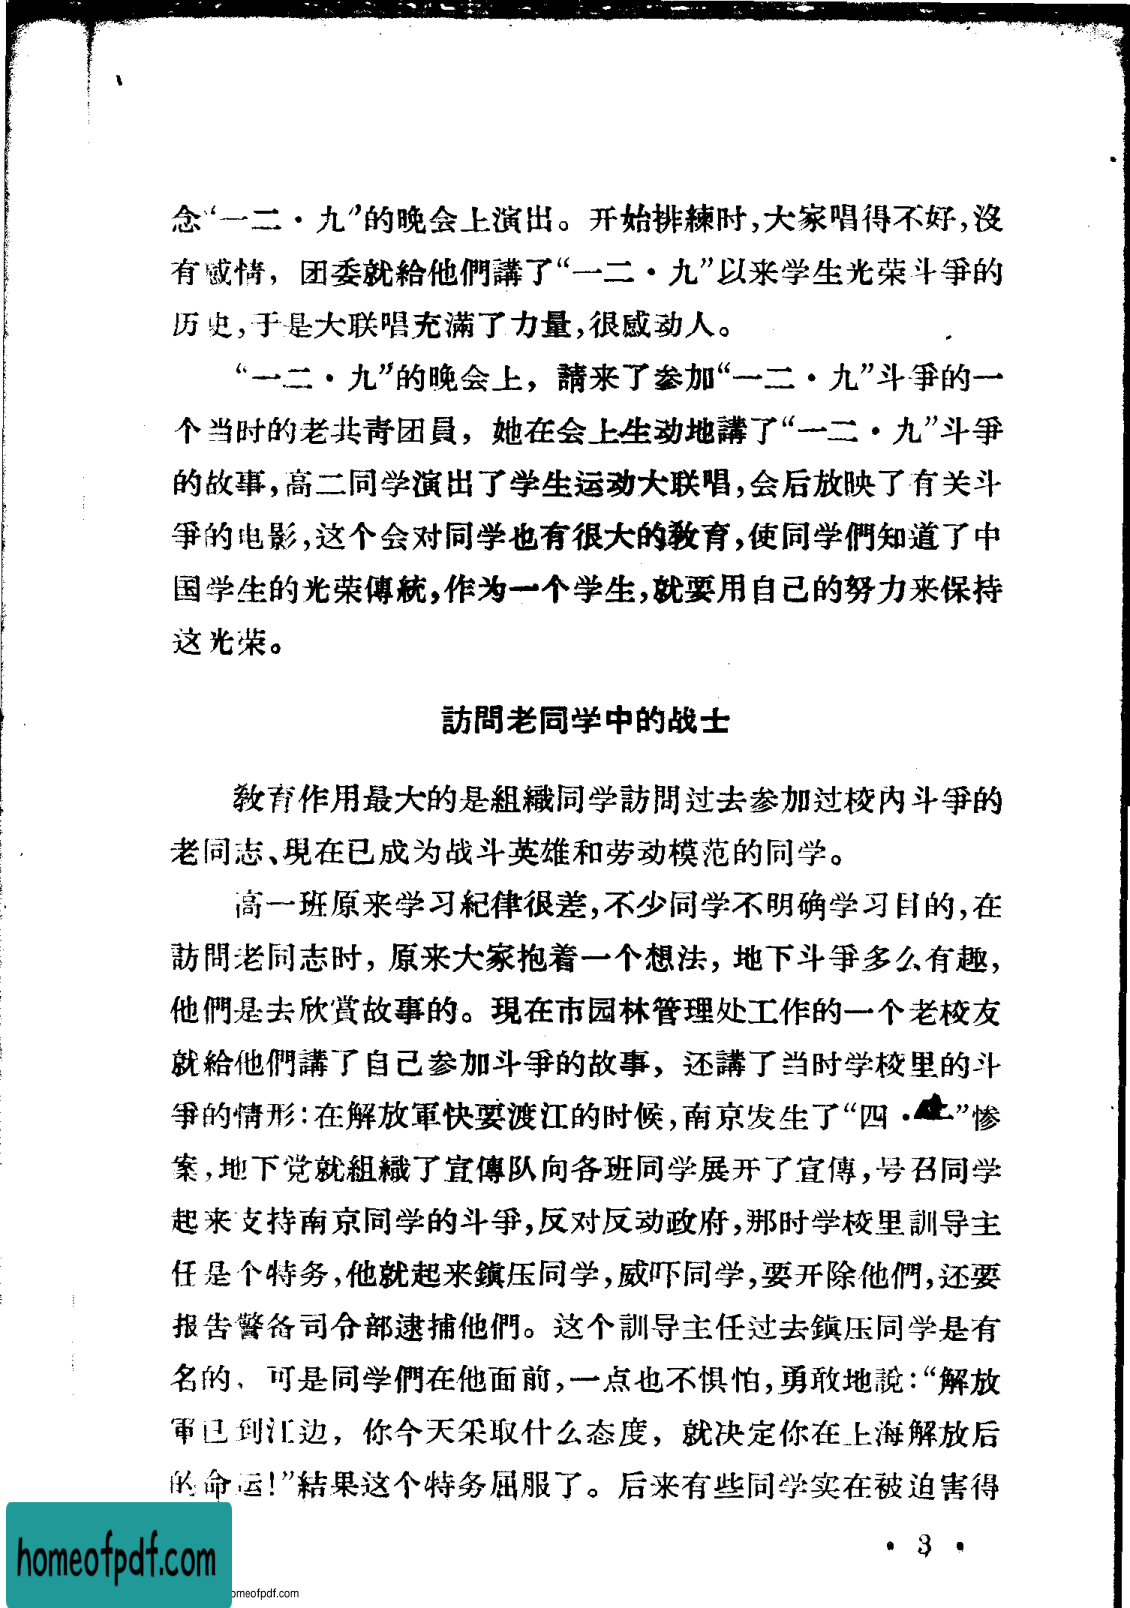 念“一二·九”的晚会上演出。开始排練时,大家唱得不好,沒
有感情，团委就給他們講了“一二·九”以来学生光荣斗爭的
历史,于是大联唱充滿了力量,很感动人。
“一二·九”的晚会上，請来了参加“一二·九”斗爭的一
个当时的老共青团員，她在会上生动地講了“一二·九”斗爭
的故事,高二同学演出了学生运动大联唱,会后放映了有关斗
爭的电影,这个会对同学也有很大的教育,使同学們知道了中
国学生的光荣傳統,作为一个学生,就要用自己的努力来保持
这光荣。
訪問老同学中的战士
教育作用最大的是組織同学訪問过去参加过校内斗爭的
老同志、現在已成为战斗英雄和劳动模范的同学。
高一班原来学习紀律很差,不少同学不明确学习目的,在
訪問老同志时，原来大家抱着一个想法，地下斗爭多么有趣，
他們是去欣賞故事的。現在市园林管理处工作的一个老校友
就給他們講了自己参加斗爭的故事，还講了当时学校里的斗
爭的情形:在解放軍快要渡江的时候,南京发生了“四·”惨
案,地下党就組織了宣傳队向各班同学展开了宣傳,号召同学
起来支持南京同学的斗爭,反对反动政府,那时学校里訓导主
任是个特务,他就起来鎮压同学,威吓同学,要开除他們,还要
报告警备司令部逮捕他們。这个訓导主任过去鎮压同学是有
名的，可是同学們在他面前,一点也不惧怕,勇敢地說:“解放
軍已到江边，你今天采取什么态度，就决定你在上海解放后
的命运!”結果这个特务屈服了。后来有些同学实在被迫害得
·3·
homeofpdf.com
omeofpdf.com